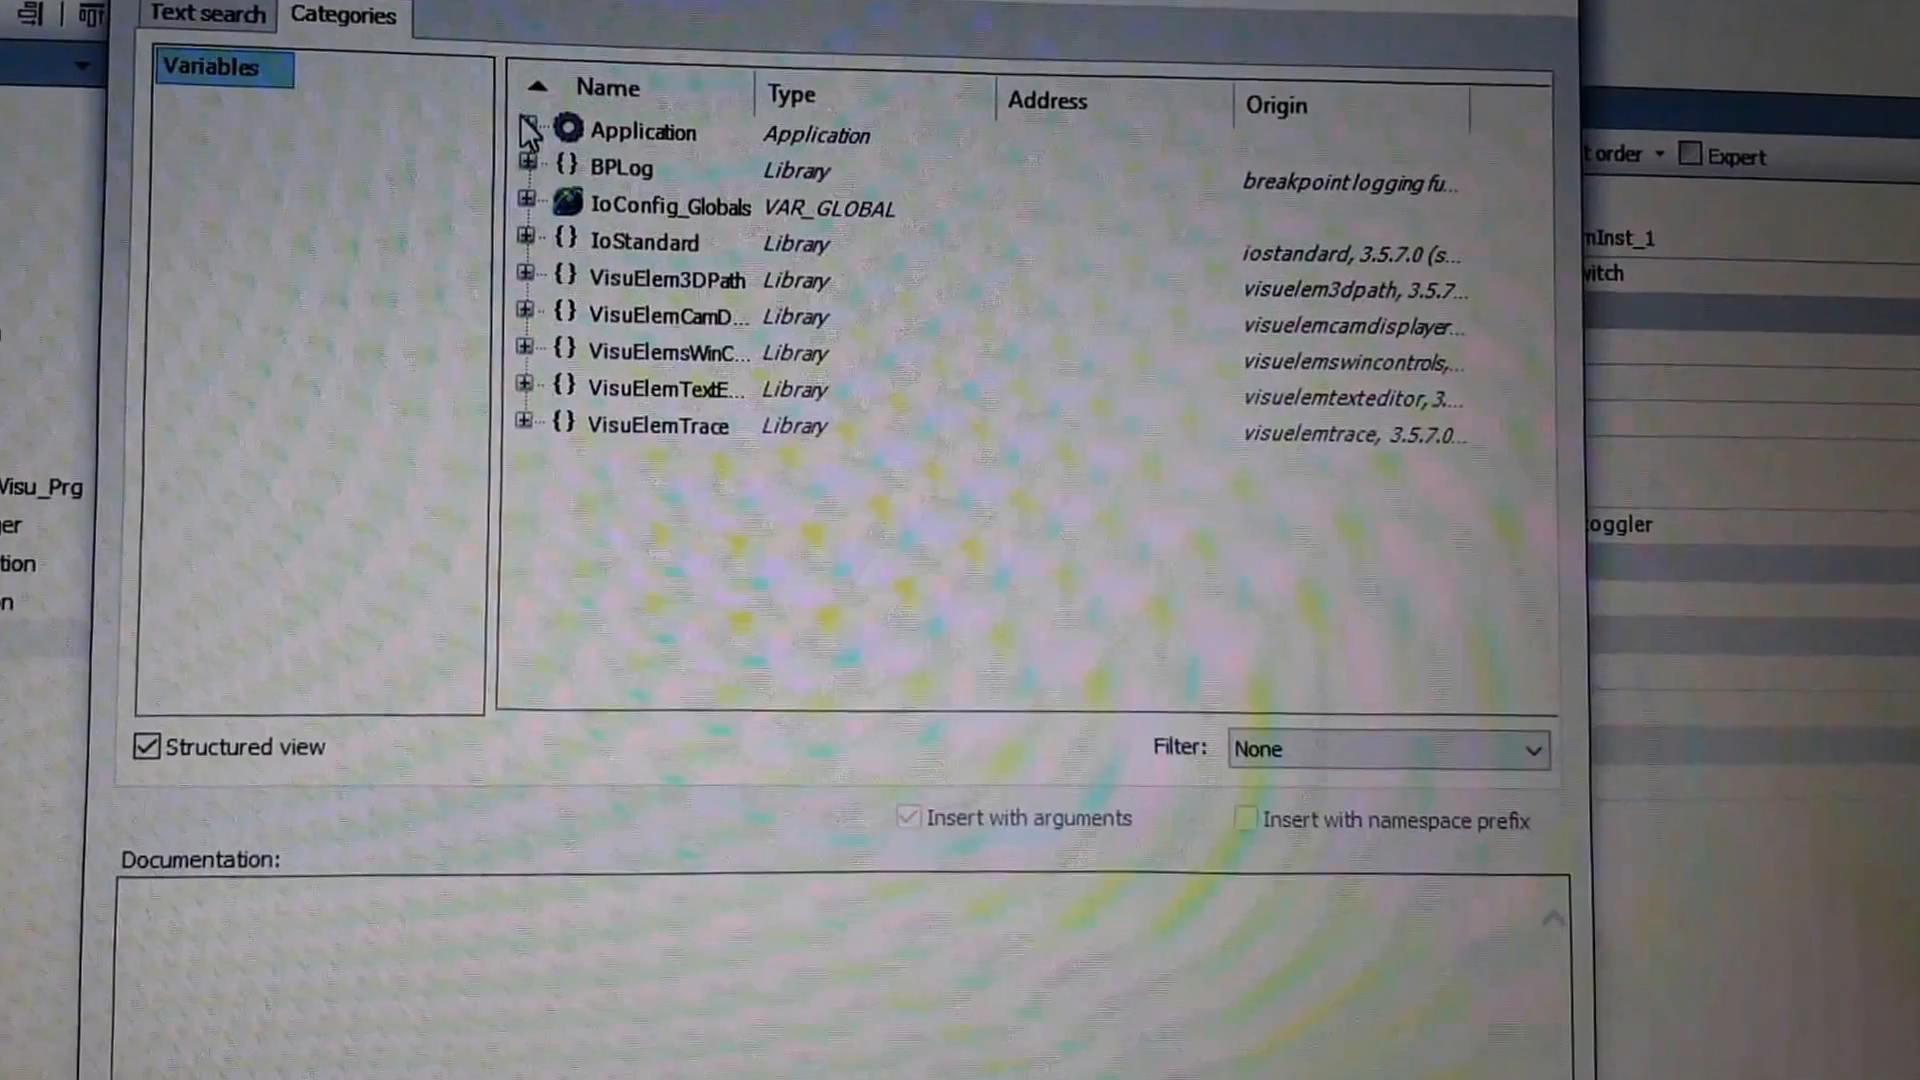 Text search Categories
Variables
Name Type Address Origin
Application Application
BPLog Library breakpoint logging fu...
IoConfig_Globals VAR_GLOBAL
IoStandard Library iostandard, 3.5.7.0 (s...
VisuElem3DPath Library visuelem3dpath, 3.5.7...
VisuElemCamD... Library visuelemcamdisplayer...
VisuElemsWinC... Library visuelemswincontrols,...
VisuElemTextE... Library visuelemtexteditor, 3....
VisuElemTrace Library visuelemtrace, 3.5.7.0...
Structured view
Filter: None
Insert with arguments Insert with namespace prefix
Documentation:
Visu_Prg
er
tion
n
t order Expert
nInst_1
witch
oggler